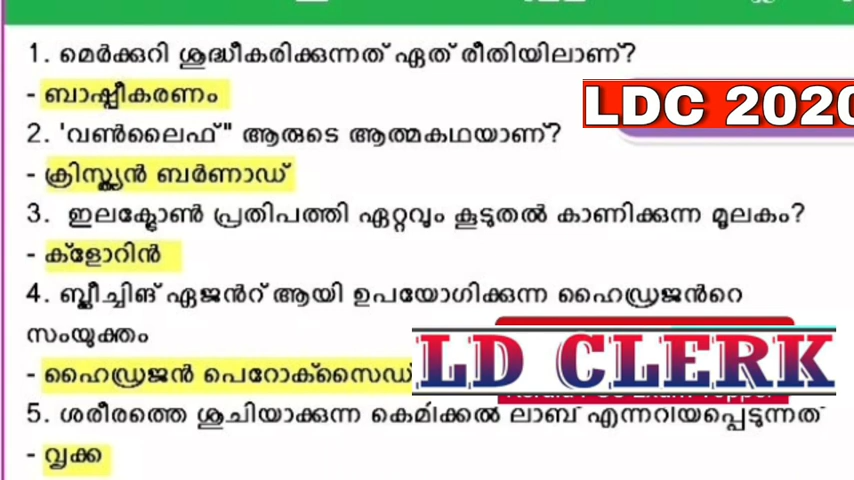 1. മെർക്കുറി ശുദ്ധീകരിക്കുന്നത് ഏത് രീതിയിലാണ്?
- ബാഷ്പീകരണം
LDC 2020
2. 'വൺലൈഫ്" ആരുടെ ആത്മകഥയാണ്?
- ക്രിസ്ത്യൻ ബർണാഡ്
3. ഇലക്ട്രോൺ പ്രതിപത്തി ഏറ്റവും കൂടുതൽ കാണിക്കുന്ന മൂലകം?
- ക്ളോറിൻ
4. ബ്ലീച്ചിങ് ഏജൻറ് ആയി ഉപയോഗിക്കുന്ന ഹൈഡ്രജൻറെ
സംയുക്തം
- ഹൈഡ്രജൻ പെറോക്സൈഡ്
LD CLERK
5. ശരീരത്തെ ശുചിയാക്കുന്ന കെമിക്കൽ ലാബ് എന്നറിയപ്പെടുന്നത്
- വൃക്ക